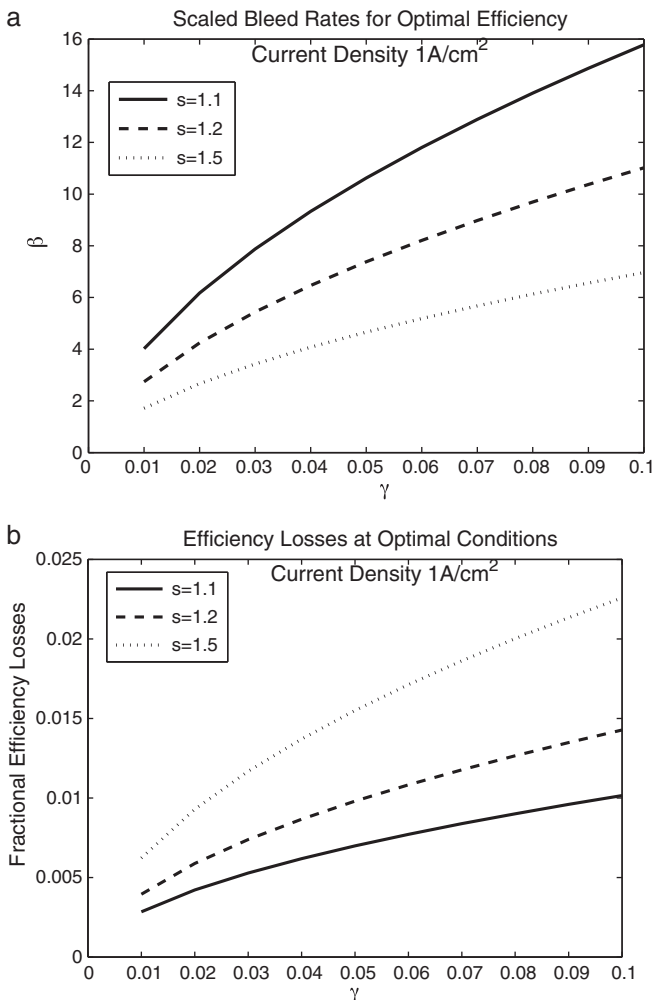 a
Scaled Bleed Rates for Optimal Efficiency
Current Density 1A/cm²
s=1.1
s=1.2
s=1.5
β
16
14
12
10
8
6
4
2
0
0 0.01 0.02 0.03 0.04 0.05 0.06 0.07 0.08 0.09 0.1
γ
b
Efficiency Losses at Optimal Conditions
Current Density 1A/cm²
s=1.1
s=1.2
s=1.5
Fractional Efficiency Losses
0.025
0.02
0.015
0.01
0.005
0
0 0.01 0.02 0.03 0.04 0.05 0.06 0.07 0.08 0.09 0.1
γ